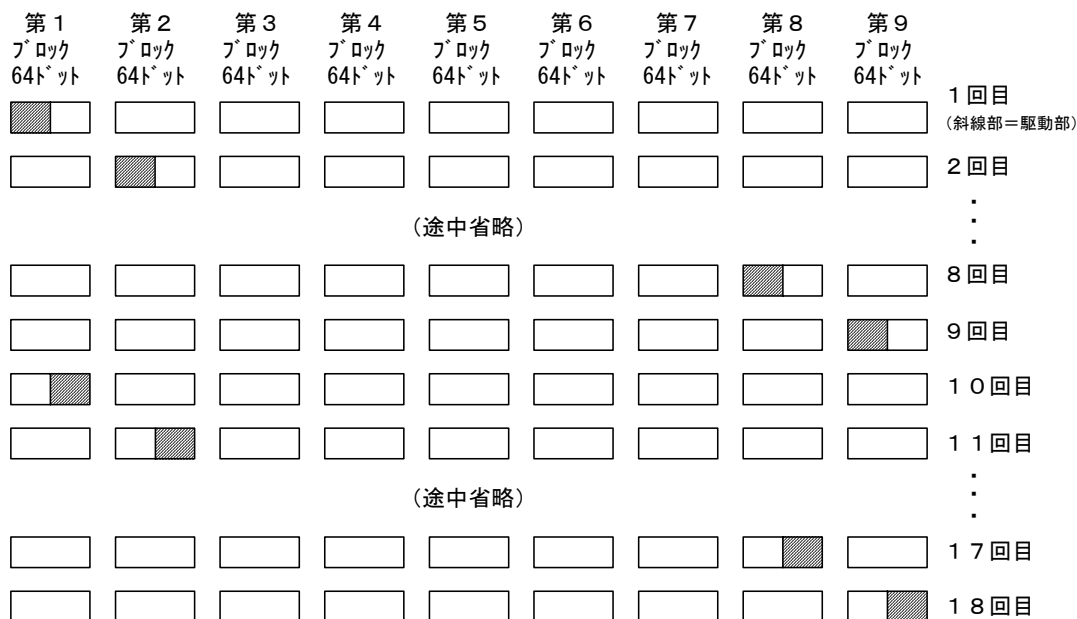 第1 第2 第3 第4 第5 第6 第7 第8 第9
ﾌﾞﾛｯｸ ﾌﾞﾛｯｸ ﾌﾞﾛｯｸ ﾌﾞﾛｯｸ ﾌﾞﾛｯｸ ﾌﾞﾛｯｸ ﾌﾞﾛｯｸ ﾌﾞﾛｯｸ ﾌﾞﾛｯｸ
64ﾄﾞｯﾄ 64ﾄﾞｯﾄ 64ﾄﾞｯﾄ 64ﾄﾞｯﾄ 64ﾄﾞｯﾄ 64ﾄﾞｯﾄ 64ﾄﾞｯﾄ 64ﾄﾞｯﾄ 64ﾄﾞｯﾄ
1回目
(斜線部=駆動部)
2回目
(途中省略)
8回目
9回目
10回目
11回目
(途中省略)
17回目
18回目